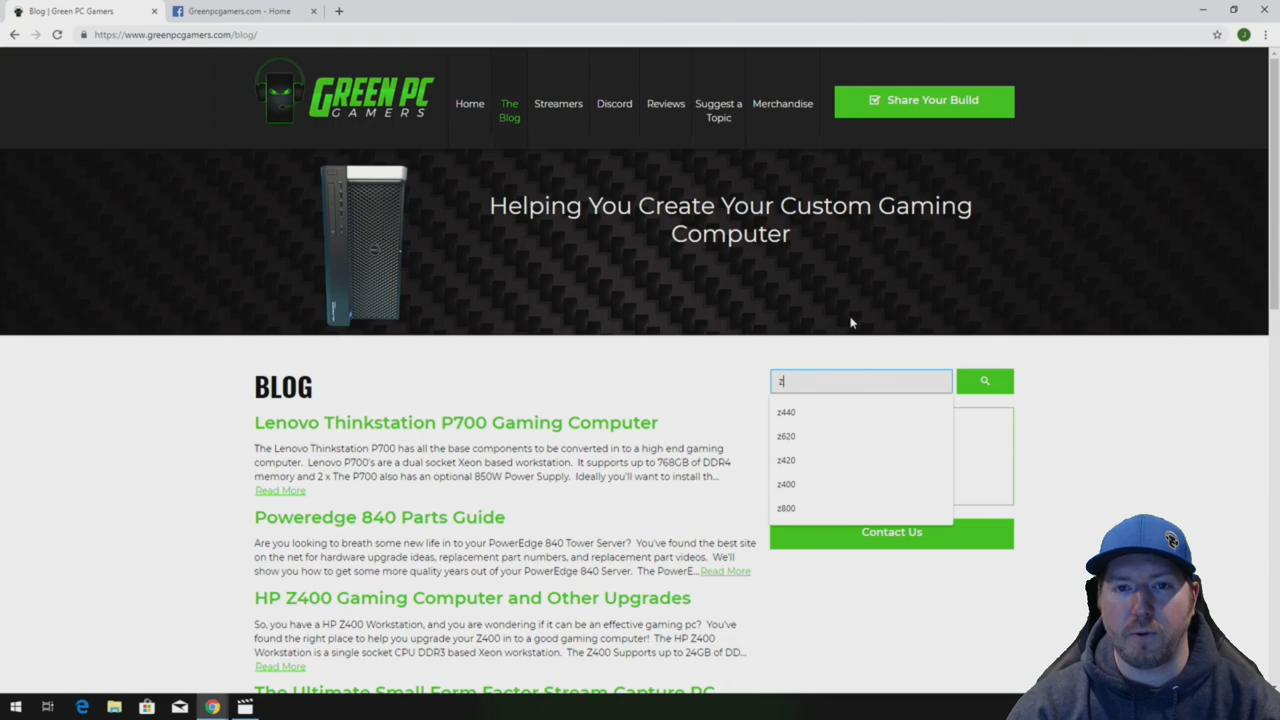 Blog | Green PC Gamers
Greenpcgamers.com - Home
https://www.greenpcgamers.com/blog/
J
GREEN PC
GAMERS
Home
The
Blog
Streamers
Discord
Reviews
Suggest a
Topic
Merchandise
Share Your Build
Helping You Create Your Custom Gaming
Computer
BLOG
z
z440
z620
z420
z400
z800
Contact Us
Lenovo Thinkstation P700 Gaming Computer
The Lenovo Thinkstation P700 has all the base components to be converted in to a high end gaming
computer. Lenovo P700's are a dual socket Xeon based workstation. It supports up to 768GB of DDR4
memory and 2 x The P700 also has an optional 850W Power Supply. Ideally you'll want to install th...
Read More
Poweredge 840 Parts Guide
Are you looking to breath some new life in to your PowerEdge 840 Tower Server? You've found the best site
on the net for hardware upgrade ideas, replacement part numbers, and replacement part videos. We'll
show you how to get some more quality years out of your PowerEdge 840 Server. The PowerE...Read More
HP Z400 Gaming Computer and Other Upgrades
So, you have a HP Z400 Workstation, and you are wondering if it can be an effective gaming pc? You've
found the right place to help you upgrade your Z400 in to a good gaming computer! The HP Z400
Workstation is a single socket CPU DDR3 based Xeon workstation. The Z400 Supports up to 24GB of DD...
Read More
The Ultimate Small Form Factor Stream Capture PC